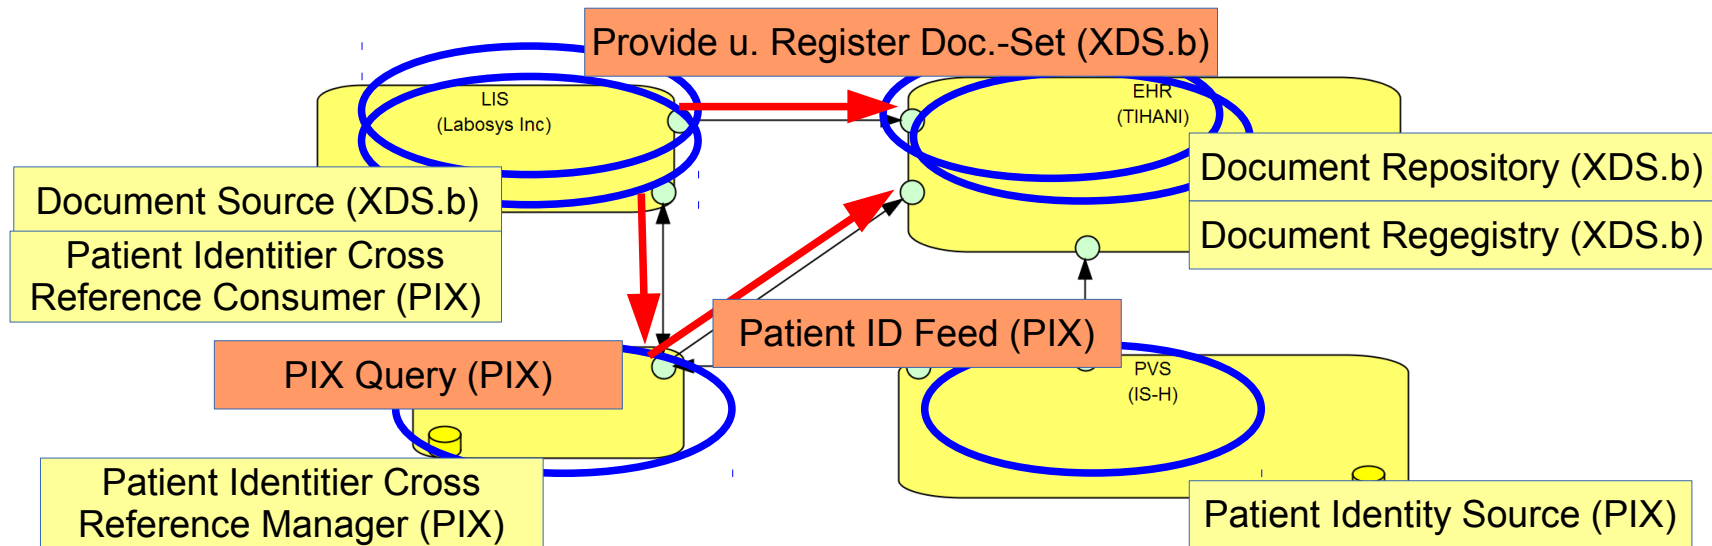 Provide u. Register Doc.-Set (XDS.b)
LIS
(Labosys Inc)
EHR
(TIHANI)
Document Source (XDS.b)
Patient Identitier Cross
Reference Consumer (PIX)
Document Repository (XDS.b)
Document Regegistry (XDS.b)
Patient ID Feed (PIX)
PIX Query (PIX)
PVS
(IS-H)
Patient Identitier Cross
Reference Manager (PIX)
Patient Identity Source (PIX)